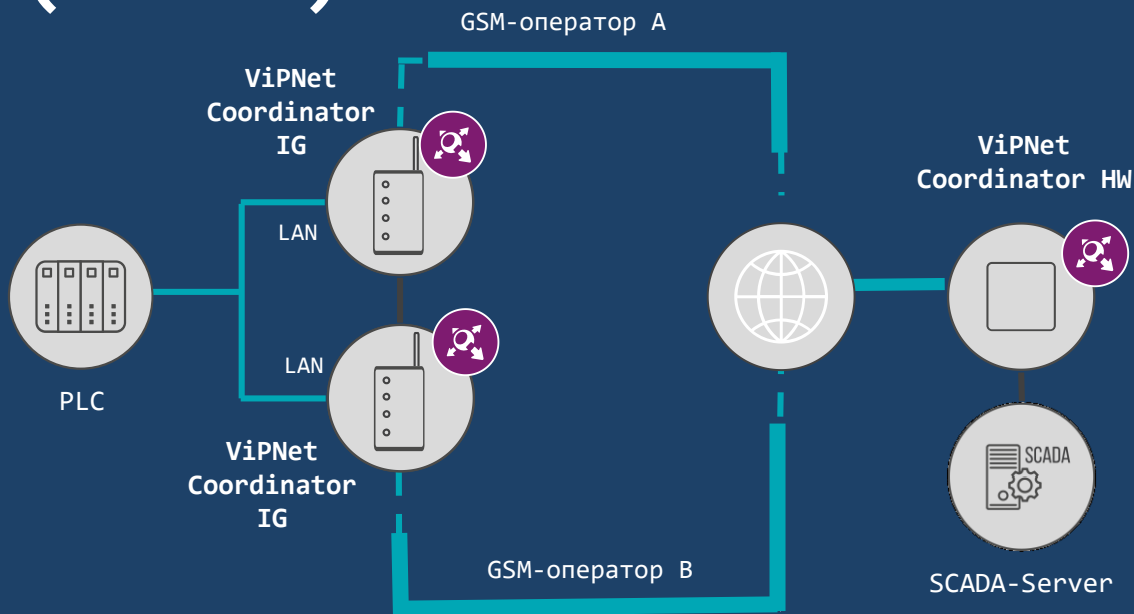 GSM-оператор A
ViPNet
Coordinator
IG
ViPNet
Coordinator HW
LAN
LAN
PLC
SCADA
ViPNet
Coordinator
IG
GSM-оператор B
SCADA-Server